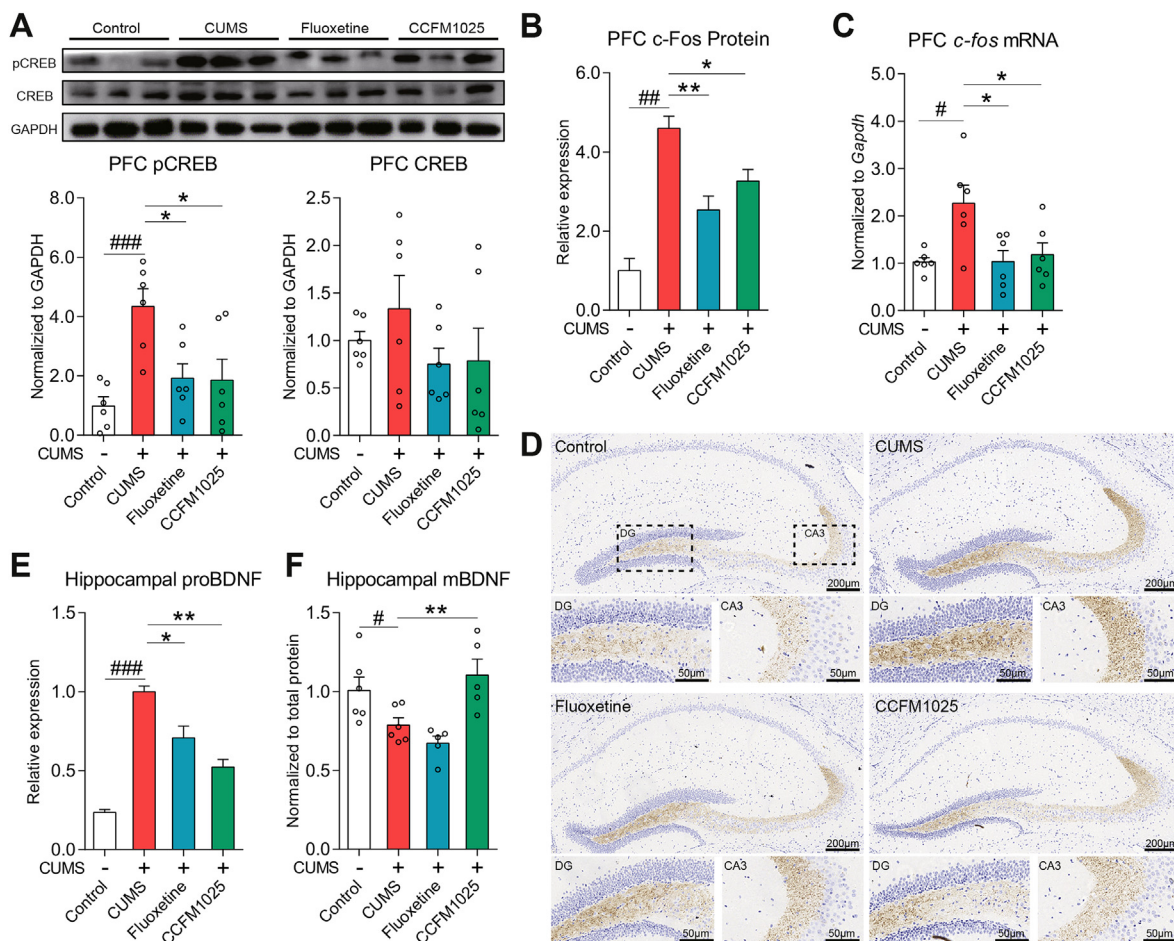 A
Control CUMS Fluoxetine CCFM1025
pCREB
CREB
GAPDH
PFC pCREB
Normalizied to GAPDH
8.0
6.0
4.0
2.0
0.0
###
*
*
CUMS - + + +
Control CUMS Fluoxetine CCFM1025
PFC CREB
Normalizied to GAPDH
2.5
2.0
1.5
1.0
0.5
0.0
CUMS - + + +
Control CUMS Fluoxetine CCFM1025
B
PFC c-Fos Protein
Relative expression
6.0
4.0
2.0
0.0
##
**
*
CUMS - + + +
Control CUMS Fluoxetine CCFM1025
C
PFC c-fos mRNA
Normalized to Gapdh
5.0
4.0
3.0
2.0
1.0
0.0
#
*
*
CUMS - + + +
Control CUMS Fluoxetine CCFM1025
D
Control
DG
CA3
200μm
DG
50μm
CA3
50μm
CUMS
200μm
DG
50μm
CA3
50μm
Fluoxetine
200μm
DG
50μm
CA3
50μm
CCFM1025
200μm
DG
50μm
CA3
50μm
E
Hippocampal proBDNF
Relative expression
1.5
1.0
0.5
0.0
###
**
*
CUMS - + + +
Control CUMS Fluoxetine CCFM1025
F
Hippocampal mBDNF
Normalized to total protein
1.5
1.0
0.5
0.0
#
**
CUMS - + + +
Control CUMS Fluoxetine CCFM1025